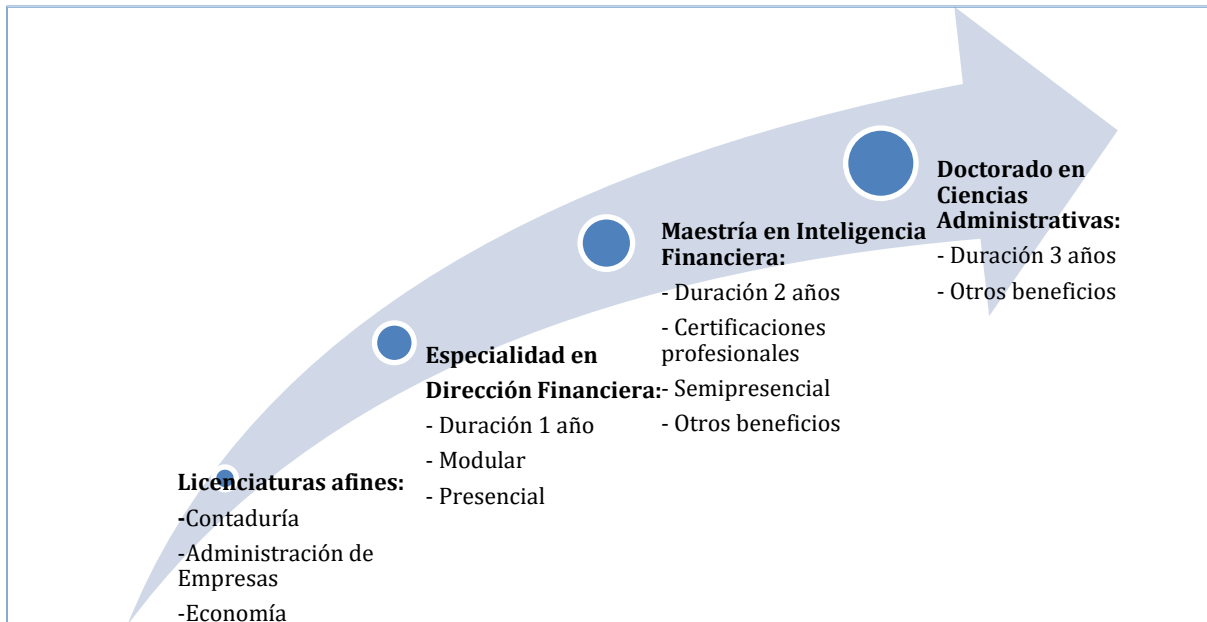 Licenciaturas afines:
-Contaduría
-Administración de
Empresas
-Economía
Especialidad en
Dirección Financiera:
- Duración 1 año
- Modular
- Presencial
Maestría en Inteligencia
Financiera:
- Duración 2 años
- Certificaciones
profesionales
- Semipresencial
- Otros beneficios
Doctorado en
Ciencias
Administrativas:
- Duración 3 años
- Otros beneficios